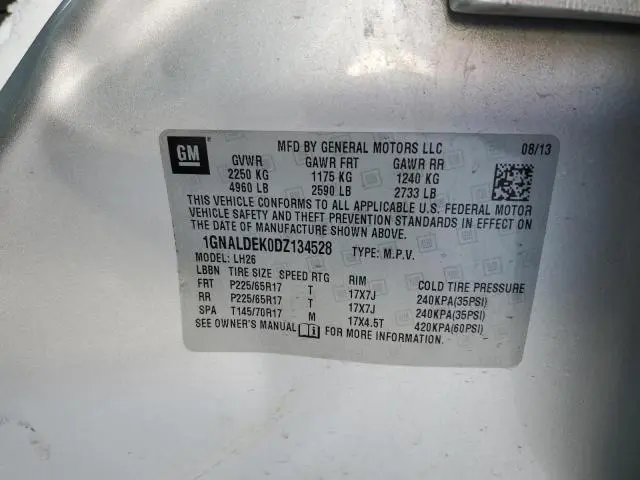 GM
MFD BY GENERAL MOTORS LLC 08/13
GVWR GAWR FRT GAWR RR
2250 KG 1175 KG 1240 KG
4960 LB 2590 LB 2733 LB
THIS VEHICLE CONFORMS TO ALL APPLICABLE U.S. FEDERAL MOTOR
VEHICLE SAFETY AND THEFT PREVENTION STANDARDS IN EFFECT ON
THE DATE OF MANUFACTURE SHOWN ABOVE.
1GNALDEK0DZ134528 TYPE: M.P.V.
MODEL: LH26
LBBN TIRE SIZE SPEED RTG RIM COLD TIRE PRESSURE
FRT P225/65R17 T 17X7J 240KPA(35PSI)
RR P225/65R17 T 17X7J 240KPA(35PSI)
SPA T145/70R17 M 17X4.5T 420KPA(60PSI)
SEE OWNER'S MANUAL FOR MORE INFORMATION.